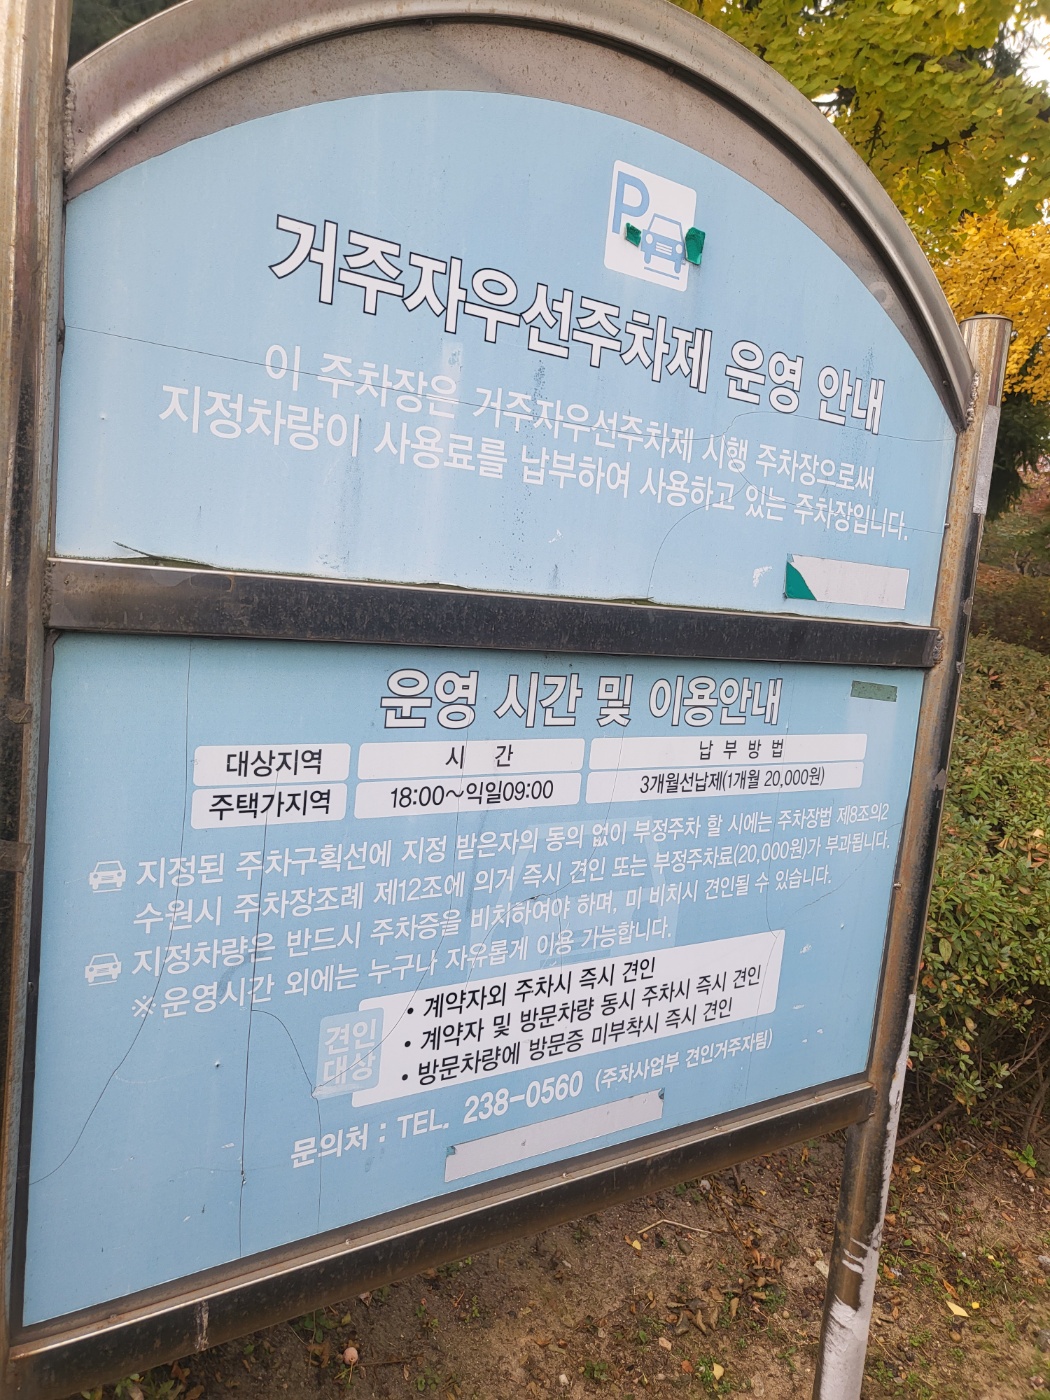 P
거주자우선주차제 운영 안내
이 주차장은 거주자우선주차제 시행 주차장으로써
지정차량이 사용료를 납부하여 사용하고 있는 주차장입니다.
운영 시간 및 이용안내
대상지역 시 간 납 부 방 법
주택가지역 18:00~익일09:00 3개월선납제(1개월 20,000원)
지정된 주차구획선에 지정 받은자의 동의 없이 부정주차 할 시에는 주차장법 제8조의2
수원시 주차장조례 제12조에 의거 즉시 견인 또는 부정주차료(20,000원)가 부과됩니다.
지정차량은 반드시 주차증을 비치하여야 하며, 미 비치시 견인될 수 있습니다.
※운영시간 외에는 누구나 자유롭게 이용 가능합니다.
견인
대상
• 계약자외 주차시 즉시 견인
• 계약자 및 방문차량 동시 주차시 즉시 견인
• 방문차량에 방문증 미부착시 즉시 견인
문의처 : TEL. 238-0560 (주차사업부 견인거주자팀)